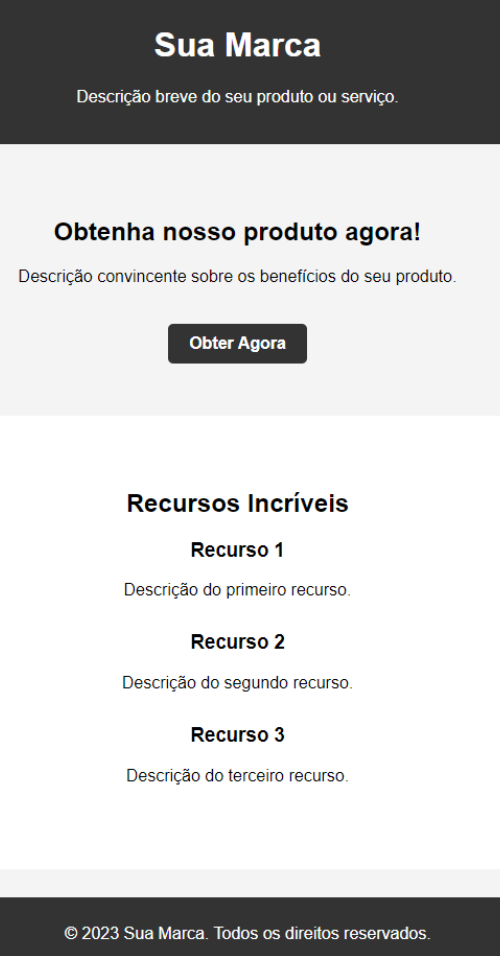 Sua Marca
Descrição breve do seu produto ou serviço.
Obtenha nosso produto agora!
Descrição convincente sobre os benefícios do seu produto.
Obter Agora
Recursos Incríveis
Recurso 1
Descrição do primeiro recurso.
Recurso 2
Descrição do segundo recurso.
Recurso 3
Descrição do terceiro recurso.
© 2023 Sua Marca. Todos os direitos reservados.